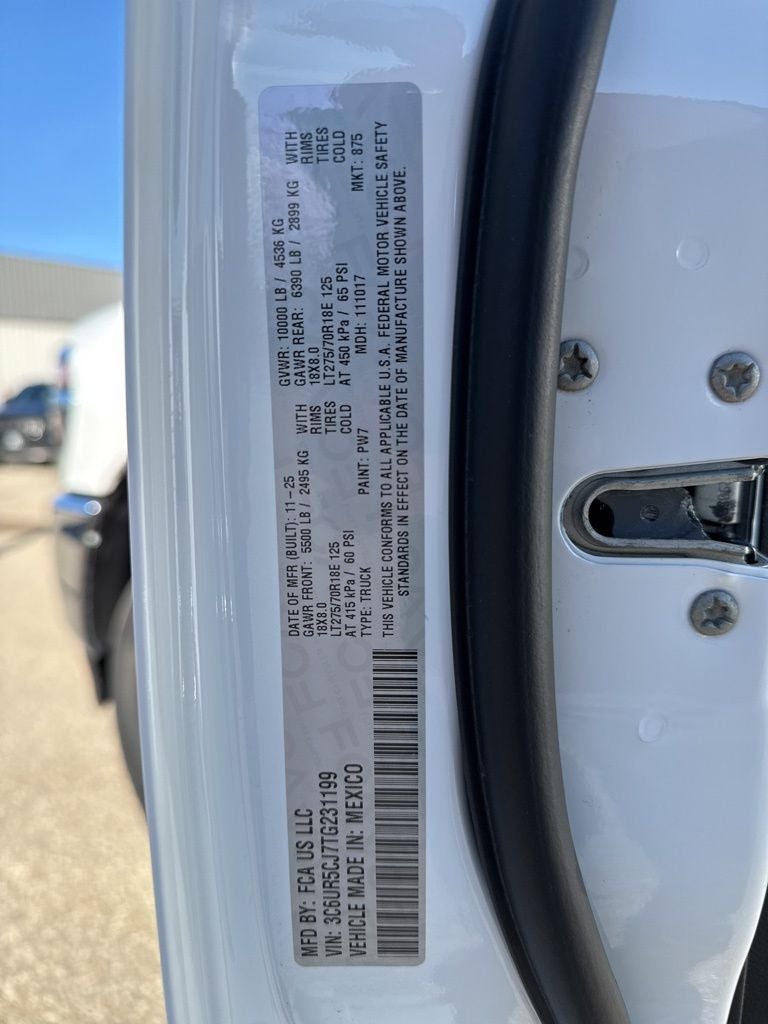 MFD BY: FCA US LLC
VIN: 3C6UR5CJ7TG231199
VEHICLE MADE IN: MEXICO
DATE OF MFR (BUILT): 11-25
GVWR: 10000 LB / 4536 KG
GAWR FRONT: 5500 LB / 2495 KG WITH
GAWR REAR: 6390 LB / 2899 KG WITH
18X8.0 RIMS
18X8.0 RIMS
LT275/70R18E 125 TIRES
LT275/70R18E 125 TIRES
AT 415 kPa / 60 PSI COLD
AT 450 kPa / 65 PSI COLD
TYPE: TRUCK PAINT: PW7 MDH: 111017 MKT: 875
THIS VEHICLE CONFORMS TO ALL APPLICABLE U.S.A. FEDERAL MOTOR VEHICLE SAFETY
STANDARDS IN EFFECT ON THE DATE OF MANUFACTURE SHOWN ABOVE.